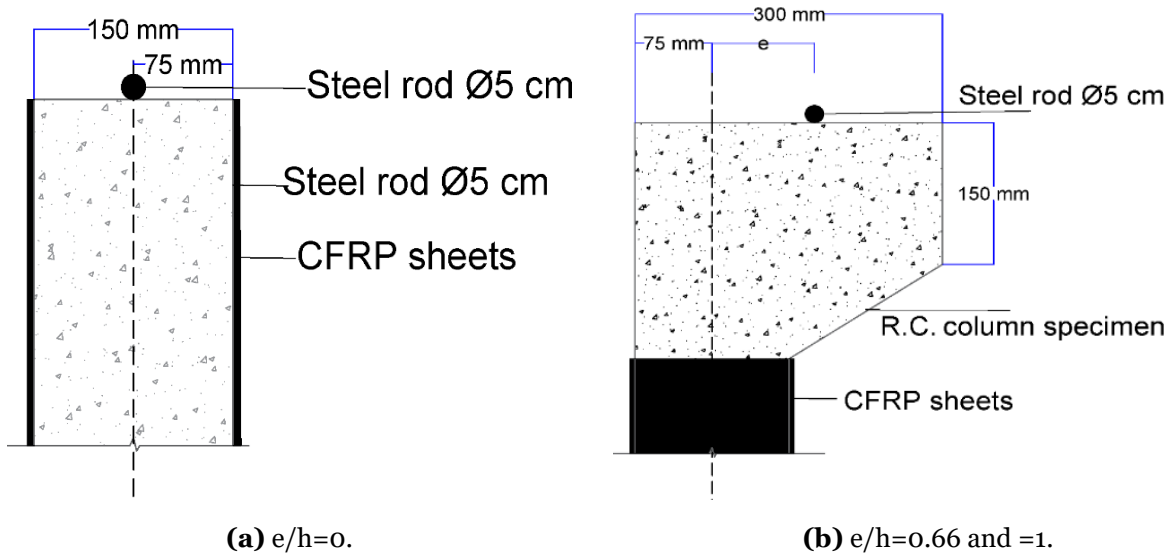 150 mm
75 mm
Steel rod Ø5 cm
Steel rod Ø5 cm
CFRP sheets
(a) e/h=0.
300 mm
75 mm
e
Steel rod Ø5 cm
150 mm
R.C. column specimen
CFRP sheets
(b) e/h=0.66 and =1.